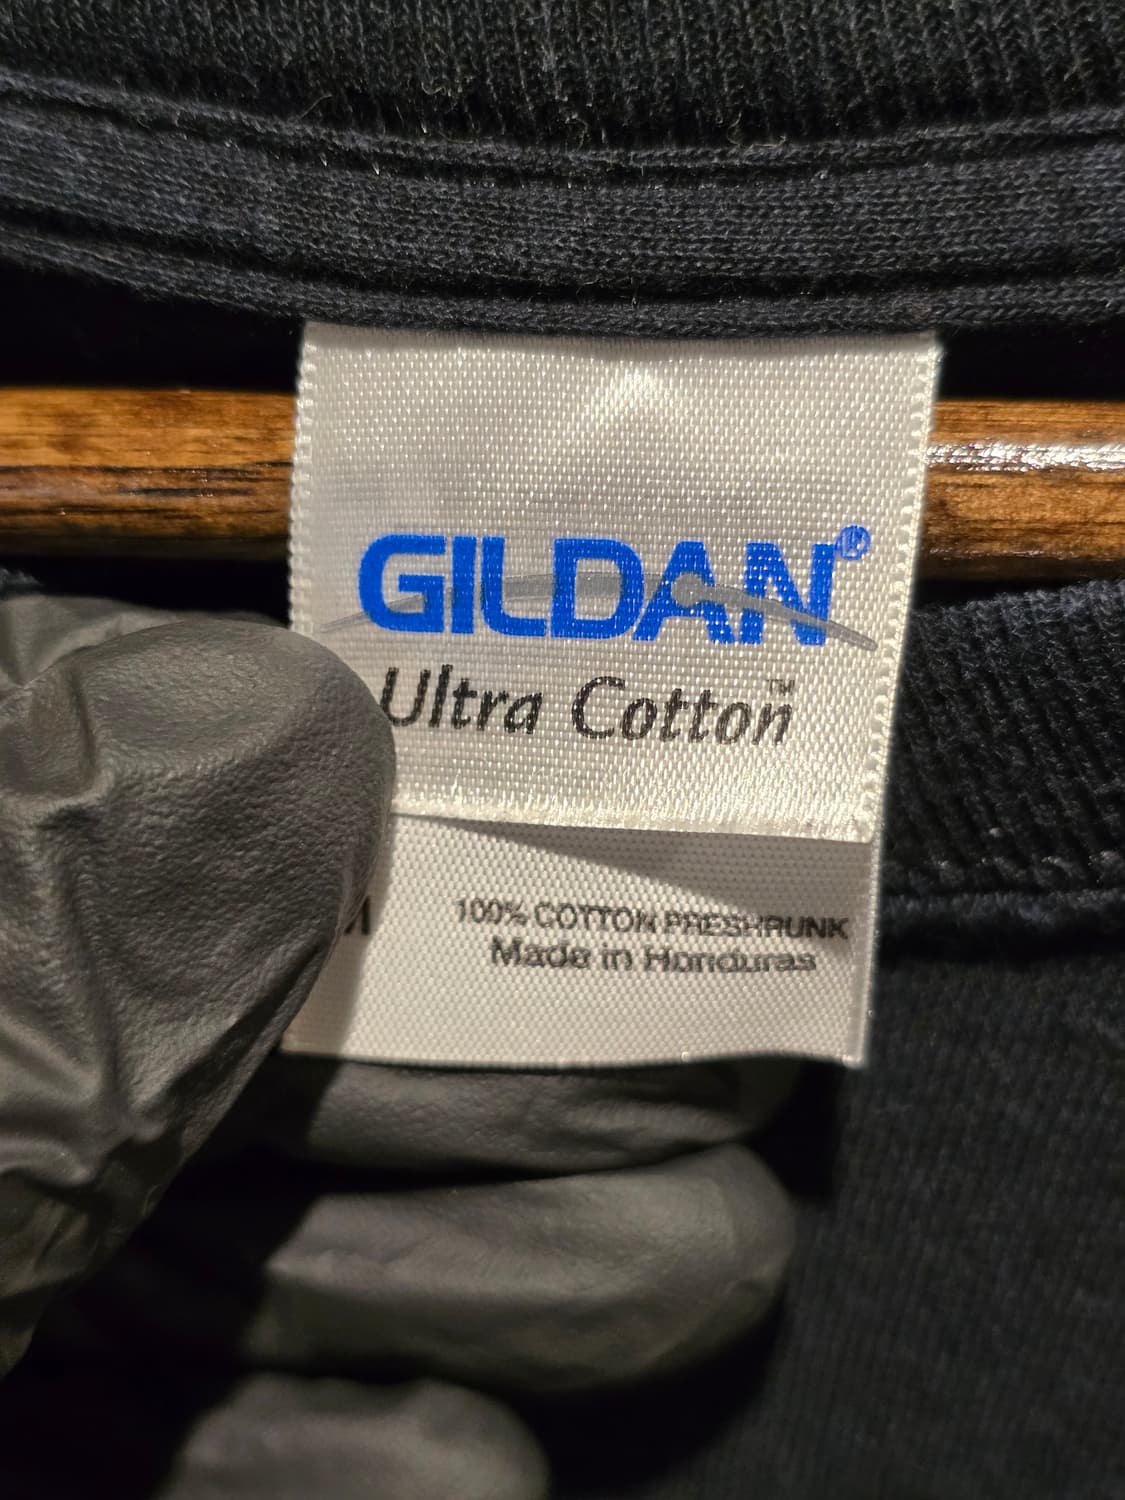 GILDAN®
Ultra Cotton™
100% COTTON PRESHRUNK
Made in Honduras